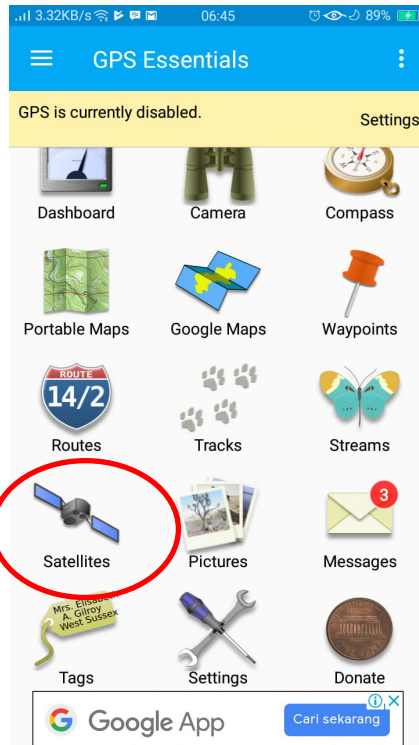 3.32KB/s 06:45 89%
GPS Essentials
GPS is currently disabled.
Settings
Dashboard Camera Compass
Portable Maps Google Maps Waypoints
ROUTE
14/2
Routes Tracks Streams
3
Satellites Pictures Messages
Mrs. Elisabeth
A. Gilroy
West Sussex
Tags Settings Donate
G Google App Cari sekarang